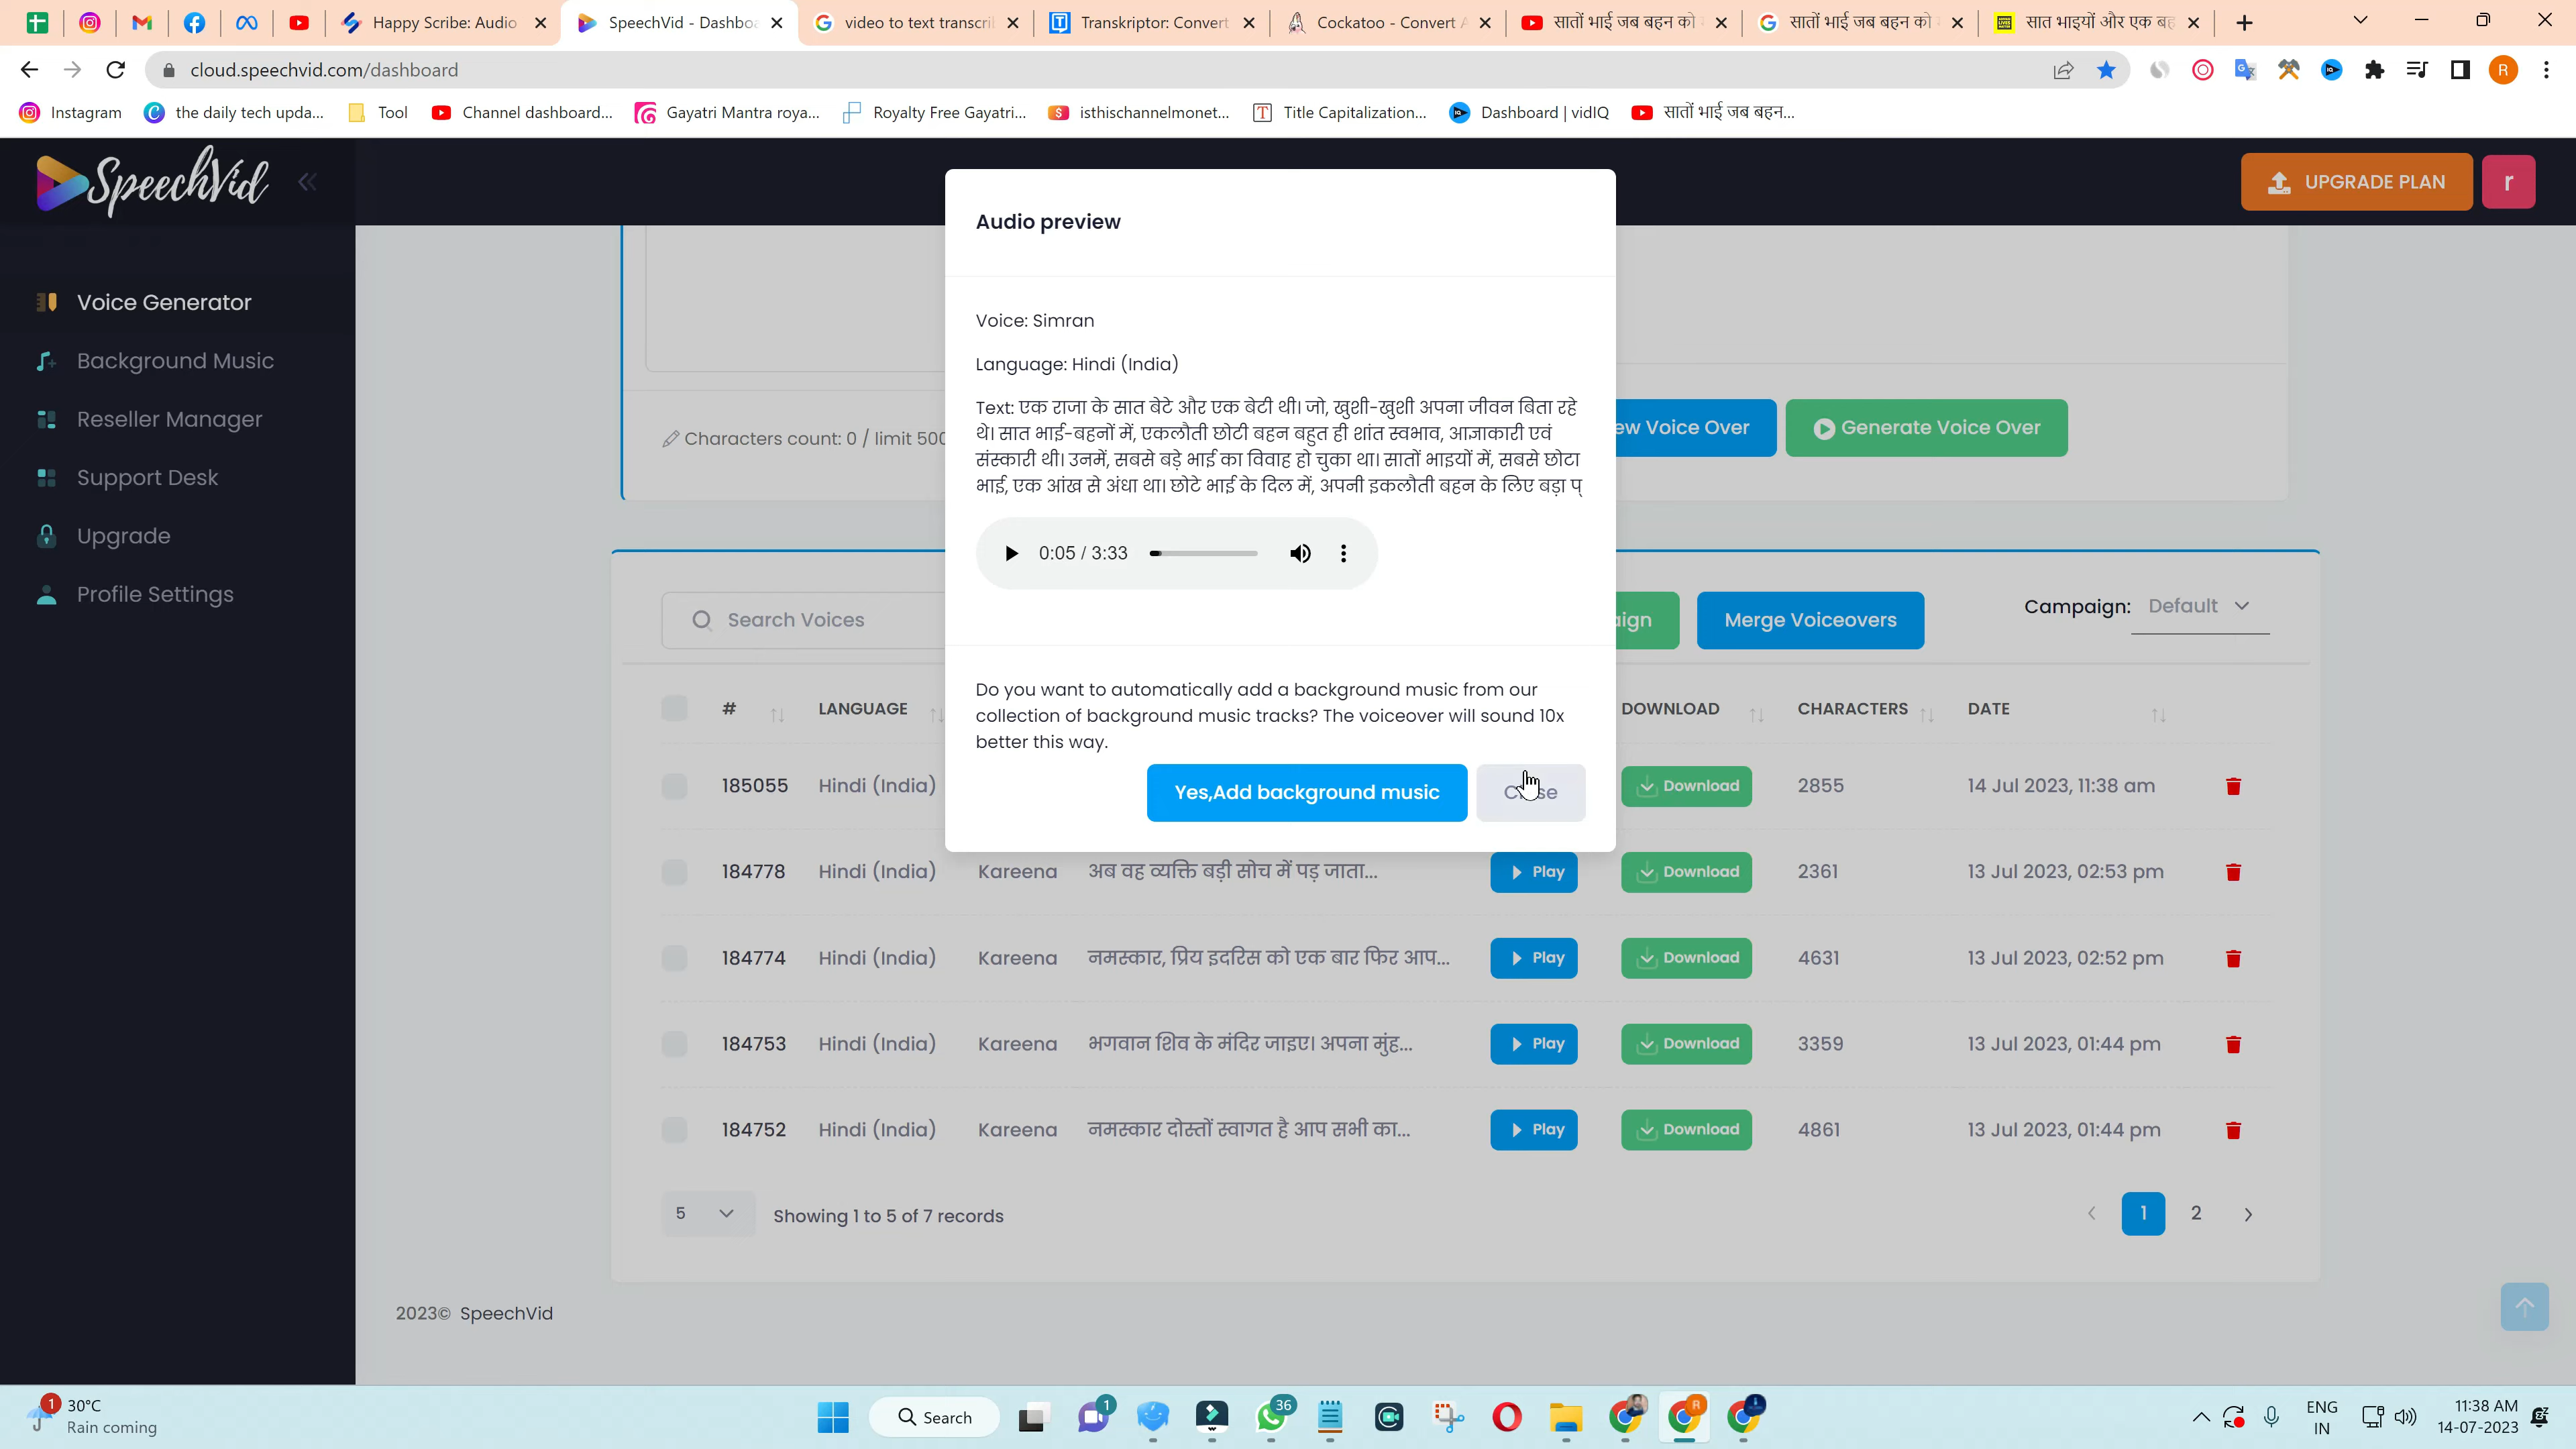 Happy Scribe: Audio
SpeechVid - Dashboa
video to text transcri
Transkriptor: Convert
Cockatoo - Convert A
सातों भाई जब बहन को
सातों भाई जब बहन को
सात भाइयों और एक बह
cloud.speechvid.com/dashboard
R
Instagram
the daily tech upda...
Tool
Channel dashboard...
Gayatri Mantra roya...
Royalty Free Gayatri...
isthischannelmonet...
Title Capitalization...
Dashboard | vidIQ
सातों भाई जब बहन...
SpeechVid
UPGRADE PLAN
r
Voice Generator
Background Music
Reseller Manager
Support Desk
Upgrade
Profile Settings
Audio preview
Voice: Simran
Language: Hindi (India)
Text: एक राजा के सात बेटे और एक बेटी थी। जो, खुशी-खुशी अपना जीवन बिता रहे
थे। सात भाई-बहनों में, एकलौती छोटी बहन बहुत ही शांत स्वभाव, आज्ञाकारी एवं
संस्कारी थी। उनमें, सबसे बड़े भाई का विवाह हो चुका था। सातों भाइयों में, सबसे छोटा
भाई, एक आंख से अंधा था। छोटे भाई के दिल में, अपनी इकलौती बहन के लिए बड़ा प्
0:05 / 3:33
Characters count: 0 / limit 500
ew Voice Over
Generate Voice Over
Do you want to automatically add a background music from our
collection of background music tracks? The voiceover will sound 10x
better this way.
Yes,Add background music
Search Voices
aign
Merge Voiceovers
Campaign: Default
# LANGUAGE DOWNLOAD CHARACTERS DATE
185055 Hindi (India) Download 2855 14 Jul 2023, 11:38 am
184778 Hindi (India) Kareena अब वह व्यक्ति बड़ी सोच में पड़ जाता... Play Download 2361 13 Jul 2023, 02:53 pm
184774 Hindi (India) Kareena नमस्कार, प्रिय इदरिस को एक बार फिर आप... Play Download 4631 13 Jul 2023, 02:52 pm
184753 Hindi (India) Kareena भगवान शिव के मंदिर जाइए। अपना मुंह... Play Download 3359 13 Jul 2023, 01:44 pm
184752 Hindi (India) Kareena नमस्कार दोस्तों स्वागत है आप सभी का... Play Download 4861 13 Jul 2023, 01:44 pm
5 Showing 1 to 5 of 7 records
1 2
2023© SpeechVid
1
30°C
Rain coming
Search
1
36
R
ENG
IN
11:38 AM
14-07-2023